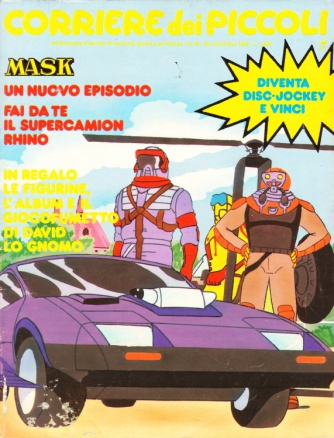 CORRIERE dei PICCOLI
MASK
UN NUOVO EPISODIO
FAI DA TE
IL SUPERCAMION
RHINO
DIVENTA
DISC-JOCKEY
E VINCI
IN REGALO
LE FIGURINE,
L'ALBUM E IL
GIOCOFUMETTO
DI DAVID
LO GNOMO